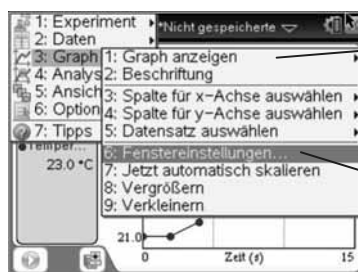 1: Experiment
*Nicht gespeicherte
2: Daten
3: Graph
1: Graph anzeigen
4: Analys
2: Beschriftung
5: Ansich
3: Spalte für x-Achse auswählen
6: Option
4: Spalte für y-Achse auswählen
7: Tipps
5: Datensatz auswählen
Temper...
6: Fenstereinstellungen...
23.0 °C
7: Jetzt automatisch skalieren
8: Vergrößern
9: Verkleinern
21.0
0
Zeit (s)
15